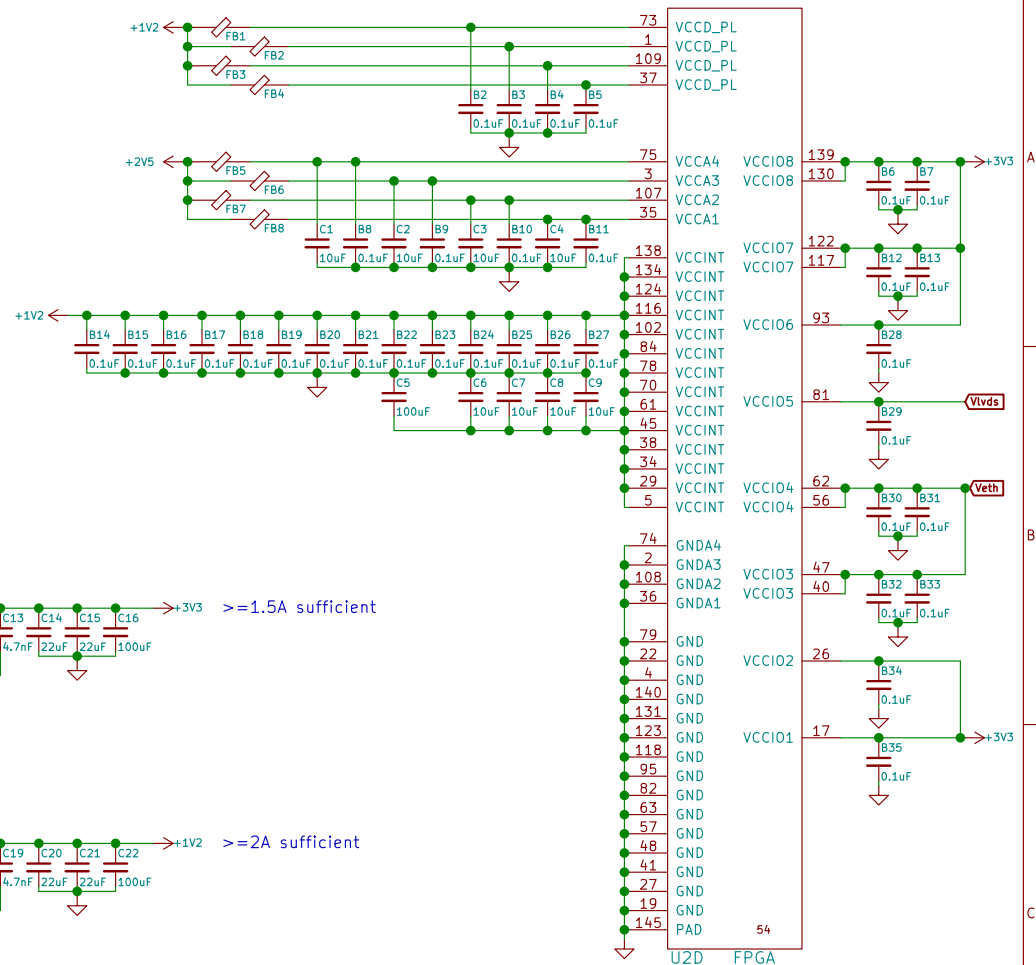 +1V2
FB1
FB2
FB3
FB4
73 VCCD_PL
1 VCCD_PL
109 VCCD_PL
37 VCCD_PL
B2 B3 B4 B5
0.1uF 0.1uF 0.1uF 0.1uF
+2V5
FB5
FB6
FB7
FB8
75 VCCA4 VCCIO8 139
3 VCCA3 VCCIO8 130
107 VCCA2
35 VCCA1
+3V3
A
B6 B7
0.1uF 0.1uF
C1 B8 C2 B9 C3 B10 C4 B11
10uF 0.1uF 10uF 0.1uF 10uF 0.1uF 10uF 0.1uF
138 VCCINT VCCIO7 122
134 VCCINT VCCIO7 117
124 VCCINT
116 VCCINT VCCIO6 93
102 VCCINT
84 VCCINT
78 VCCINT
70 VCCINT VCCIO5 81
61 VCCINT
45 VCCINT
38 VCCINT
34 VCCINT
29 VCCINT VCCIO4 62
5 VCCINT VCCIO4 56
B12 B13
0.1uF 0.1uF
+1V2
B14 B15 B16 B17 B18 B19 B20 B21 B22 B23 B24 B25 B26 B27
0.1uF 0.1uF 0.1uF 0.1uF 0.1uF 0.1uF 0.1uF 0.1uF 0.1uF 0.1uF 0.1uF 0.1uF 0.1uF 0.1uF
C5 C6 C7 C8 C9
100uF 10uF 10uF 10uF 10uF
B28
0.1uF
Vlvds
B29
0.1uF
Veth
B30 B31
0.1uF 0.1uF
B
74 GNDA4
2 GNDA3 VCCIO3 47
108 GNDA2 VCCIO3 40
36 GNDA1
B32 B33
0.1uF 0.1uF
+3V3 >=1.5A sufficient
C13 C14 C15 C16
4.7nF 22uF 22uF 100uF
79 GND
22 GND VCCIO2 26
4 GND
140 GND
131 GND
123 GND VCCIO1 17
118 GND
95 GND
82 GND
63 GND
57 GND
48 GND
41 GND
27 GND
19 GND
145 PAD 54
B34
0.1uF
+3V3
B35
0.1uF
+1V2 >=2A sufficient
C19 C20 C21 C22
4.7nF 22uF 22uF 100uF
C
U2D FPGA